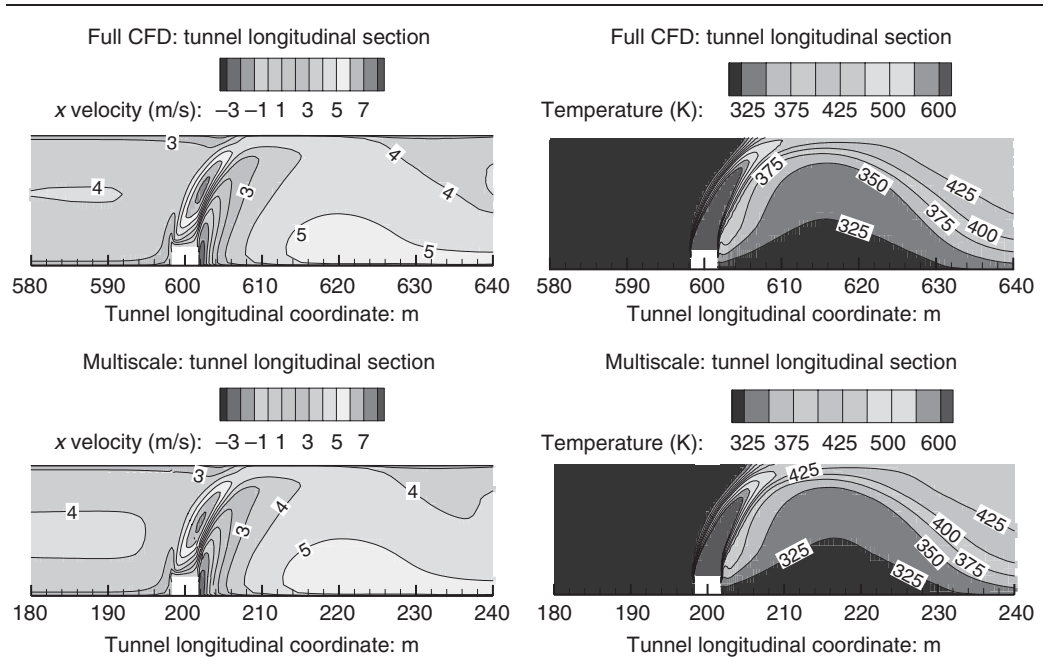 Full CFD: tunnel longitudinal section
x velocity (m/s): −3 −1 1 3 5 7
3
4
4
4
3
5
5
580 590 600 610 620 630 640
Tunnel longitudinal coordinate: m
Full CFD: tunnel longitudinal section
Temperature (K): 325 375 425 500 600
375
350
425
375
400
325
580 590 600 610 620 630 640
Tunnel longitudinal coordinate: m
Multiscale: tunnel longitudinal section
x velocity (m/s): −3 −1 1 3 5 7
3
4
4
4
3
5
180 190 200 210 220 230 240
Tunnel longitudinal coordinate: m
Multiscale: tunnel longitudinal section
Temperature (K): 325 375 425 500 600
425
425
400
350
375
325
325
180 190 200 210 220 230 240
Tunnel longitudinal coordinate: m